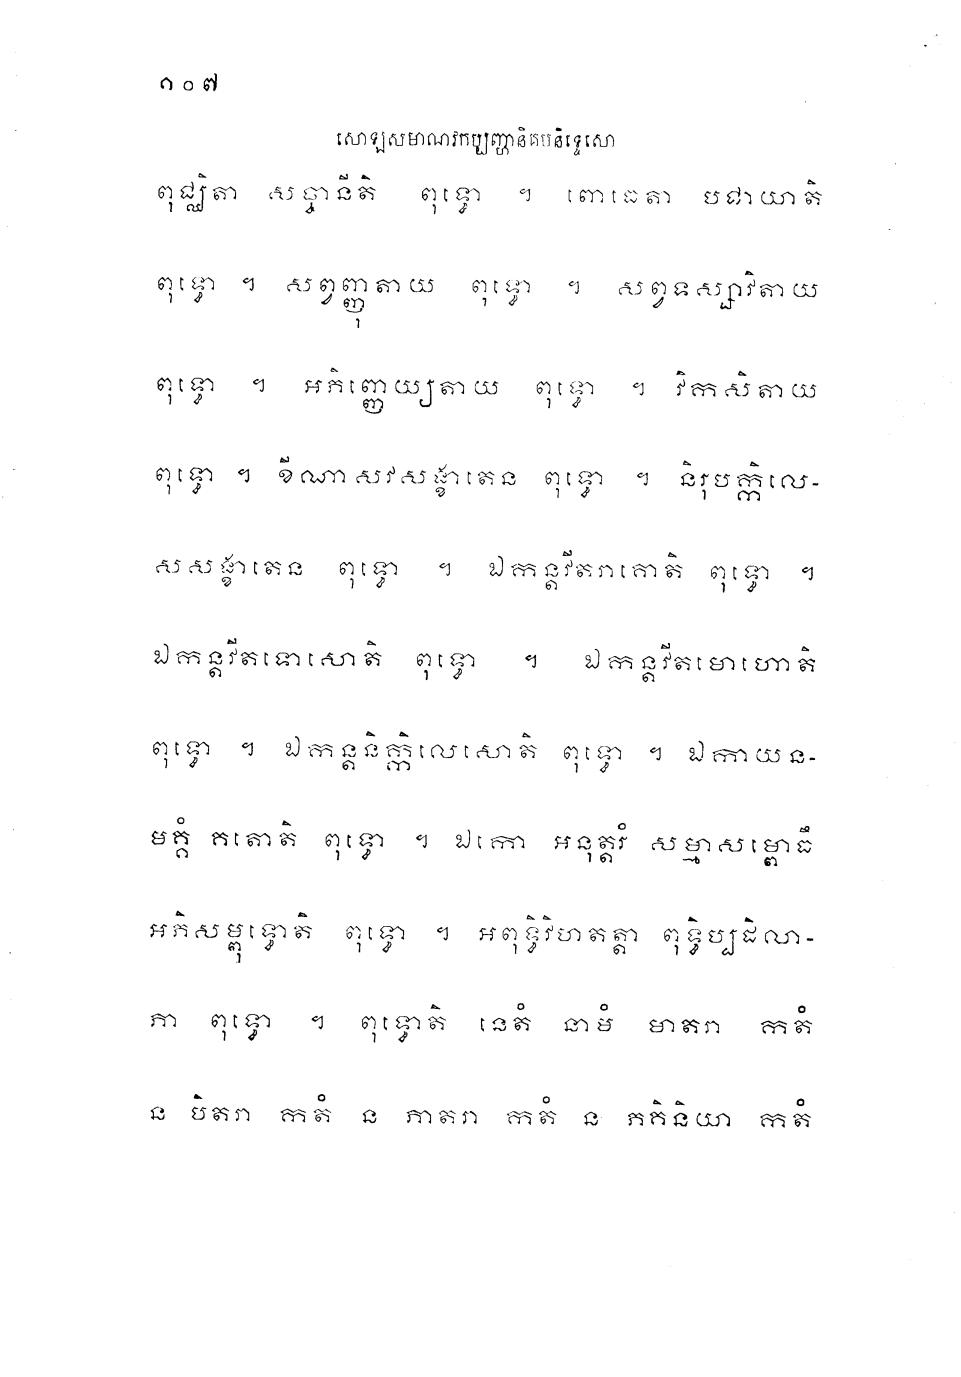 ១០៧
សោឡសមាណវកប្បញ្ហានិគមនិទ្ទេសោ
ពុជ្ឈិតា សច្ចានីតិ ពុទ្ធោ ។ ពោធេតា បជាយាតិ
ពុទ្ធោ ។ សព្វញ្ញុតាយ ពុទ្ធោ ។ សព្វទស្សាវិតាយ
ពុទ្ធោ ។ អភិញ្ញេយ្យតាយ ពុទ្ធោ ។ វិកសិតាយ
ពុទ្ធោ ។ ខីណាសវសង្ខាតេន ពុទ្ធោ ។ និរុបក្កិលេ-
សសង្ខាតេន ពុទ្ធោ ។ ឯកន្តវីតរាគោតិ ពុទ្ធោ ។
ឯកន្តវីតទោសោតិ ពុទ្ធោ ។ ឯកន្តវីតមោហោតិ
ពុទ្ធោ ។ ឯកន្តនិក្កិលេសោតិ ពុទ្ធោ ។ ឯកាយន-
មគ្គំ គតោតិ ពុទ្ធោ ។ ឯកោ អនុត្តរំ សម្មាសម្ពោធឹ
អភិសម្ពុទ្ធោតិ ពុទ្ធោ ។ អពុទ្ធិវិហតត្តា ពុទ្ធិប្បដិលា-
ភា ពុទ្ធោ ។ ពុទ្ធោតិ នេតំ នាមំ មាតរា កតំ
ន បិតរា កតំ ន ភាតរា កតំ ន ភគិនិយា កតំ